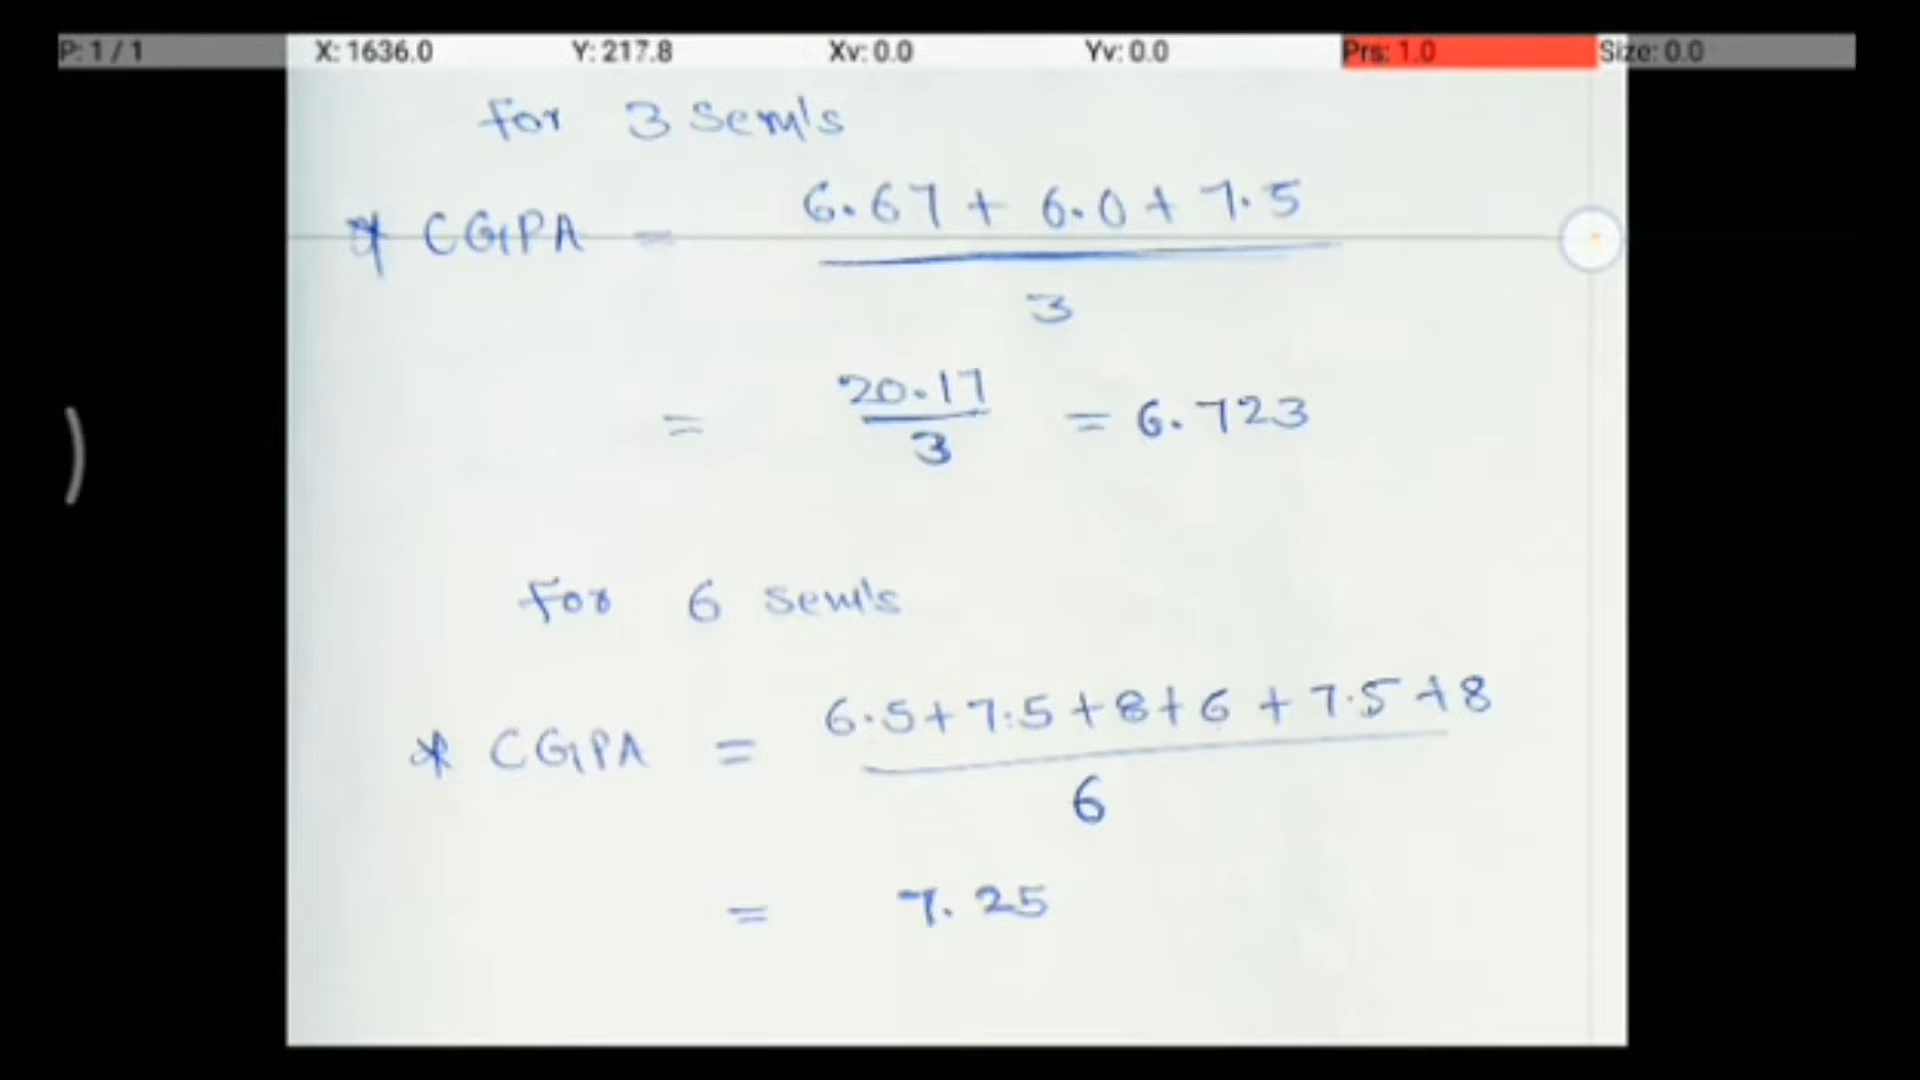 P: 1 / 1 X: 1636.0 Y: 217.8 Xv: 0.0 Yv: 0.0 Prs: 1.0 Size: 0.0
For 3 Sem's
* CGPA = 6.67 + 6.0 + 7.5
3
= 20.17 / 3 = 6.723
For 6 sem's
* CGPA = 6.5+7.5+8+6+7.5+8
6
= 7.25